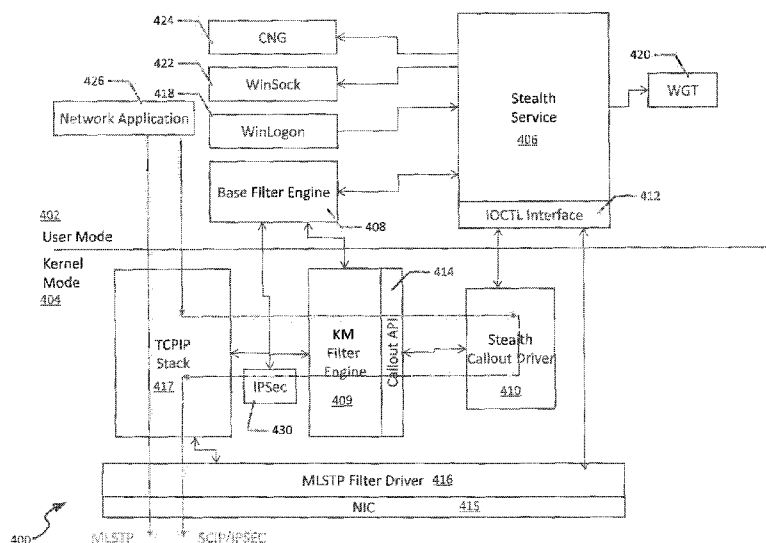 424
CNG
422
WinSock
418
WinLogon
426
Network Application
Base Filter Engine
408
Stealth
Service
406
IOCTL Interface
412
420
WGT
402
User Mode
Kernel
Mode
404
TCPIP
Stack
417
IPSec
430
KM
Filter
Engine
409
Callout API
414
Stealth
Callout Driver
410
MLSTP Filter Driver 416
NIC 415
400
MLSTP
SCIP/IPSEC